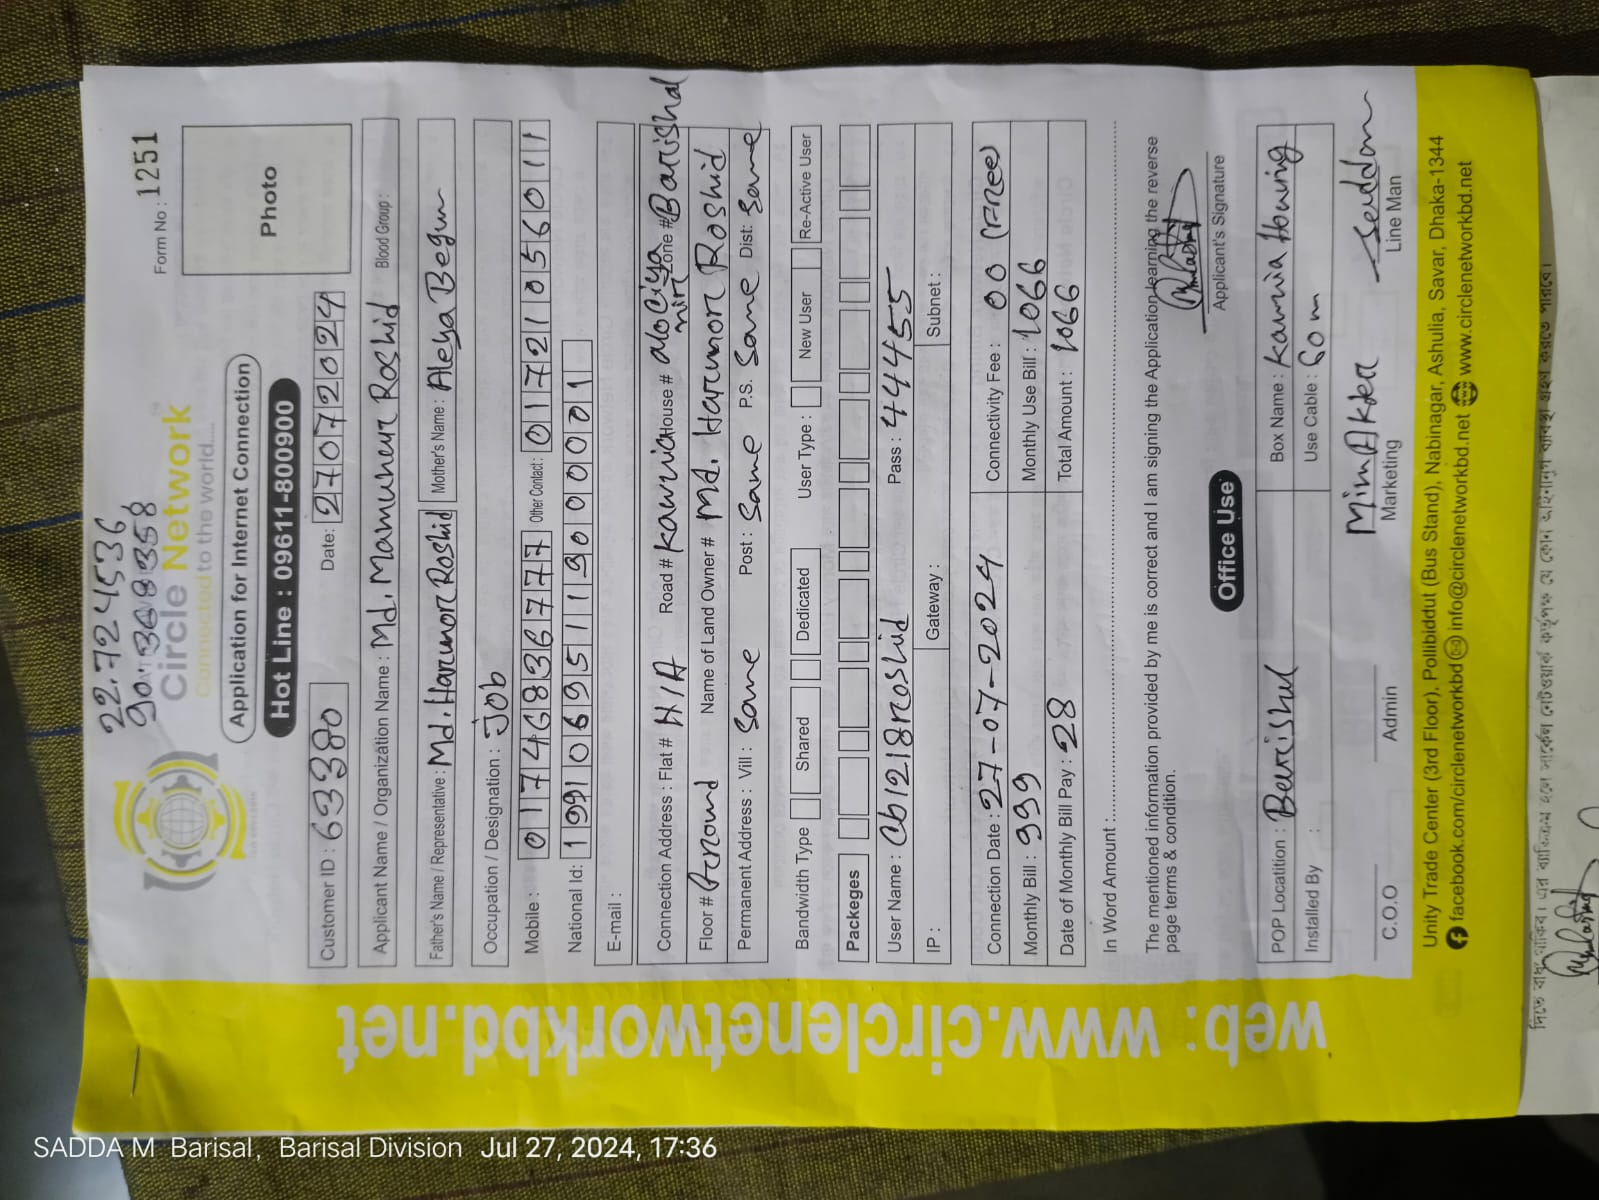 22.724536
90.368358
Form No : 1251
Circle Network
Connected to the world.....
Application for Internet Connection
Hot Line : 09611-800900
Photo
Customer ID : 63380 Date: 27072024
Applicant Name / Organization Name : Md. Mamuneur Roshid Blood Group :
Father's Name / Representative : Md. Harunor Roshid Mother's Name : Aleya Begum
Occupation / Designation : Job
Mobile : 01746836777 Other Contact : 01721056011
National Id: 19910695113000001
E-mail :
Connection Address : Flat # N/A Road # Kawnia House # Zone # Barishal
Floor # Ground Name of Land Owner # Md. Harunor Roshid
Permanent Address : Vill : Same Post : Same P.S. Same Dist: Same
Bandwidth Type Shared Dedicated User Type : New User Re-Active User
Packeges
User Name : cb1218roshid Pass : 44455
IP : Gateway : Subnet :
Connection Date : 27-07-2024 Connectivity Fee : 00 (Free)
Monthly Bill : 999 Monthly Use Bill : 1066
Date of Monthly Bill Pay : 28 Total Amount : 1066
In Word Amount :
The mentioned information provided by me is correct and I am signing the Application learning the reverse
page terms & condition.
Applicant's Signature
Office Use
POP Locatition : Barishal Box Name : Kawnia Housing
Installed By : Use Cable : 60 m
Mim Akter Saddam
C.O.O Admin Marketing Line Man
Unity Trade Center (3rd Floor), Pollibiddut (Bus Stand), Nabinagar, Ashulia, Savar, Dhaka-1344
facebook.com/circlenetworkbd info@circlenetworkbd.net www.circlenetworkbd.net
web: www.circlenetworkbd.net
SADDA M Barisal, Barisal Division Jul 27, 2024, 17:36